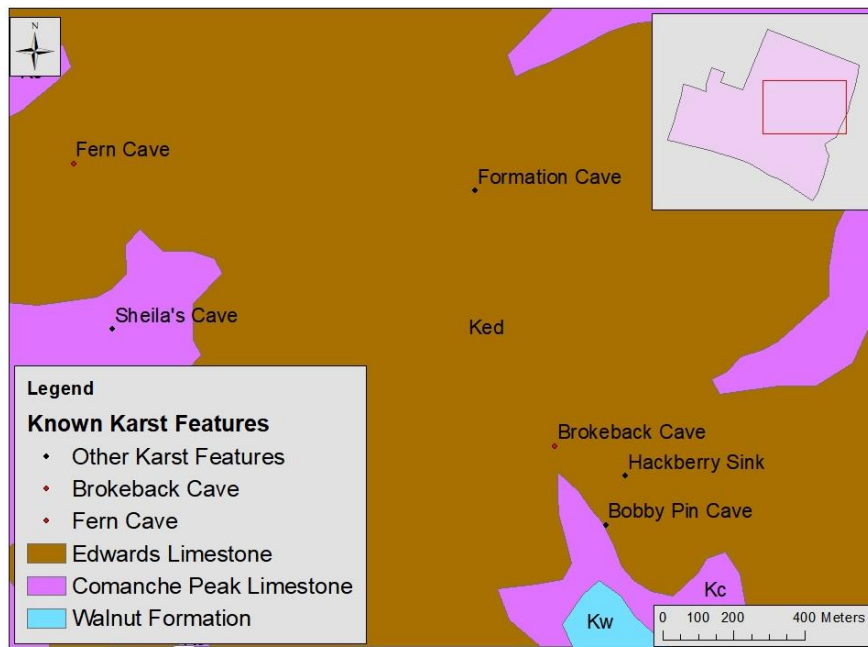 N
Fern Cave
Formation Cave
Sheila's Cave
Ked
Brokeback Cave
Hackberry Sink
Bobby Pin Cave
Kc
Kw
Legend
Known Karst Features
Other Karst Features
Brokeback Cave
Fern Cave
Edwards Limestone
Comanche Peak Limestone
Walnut Formation
0 100 200 400 Meters